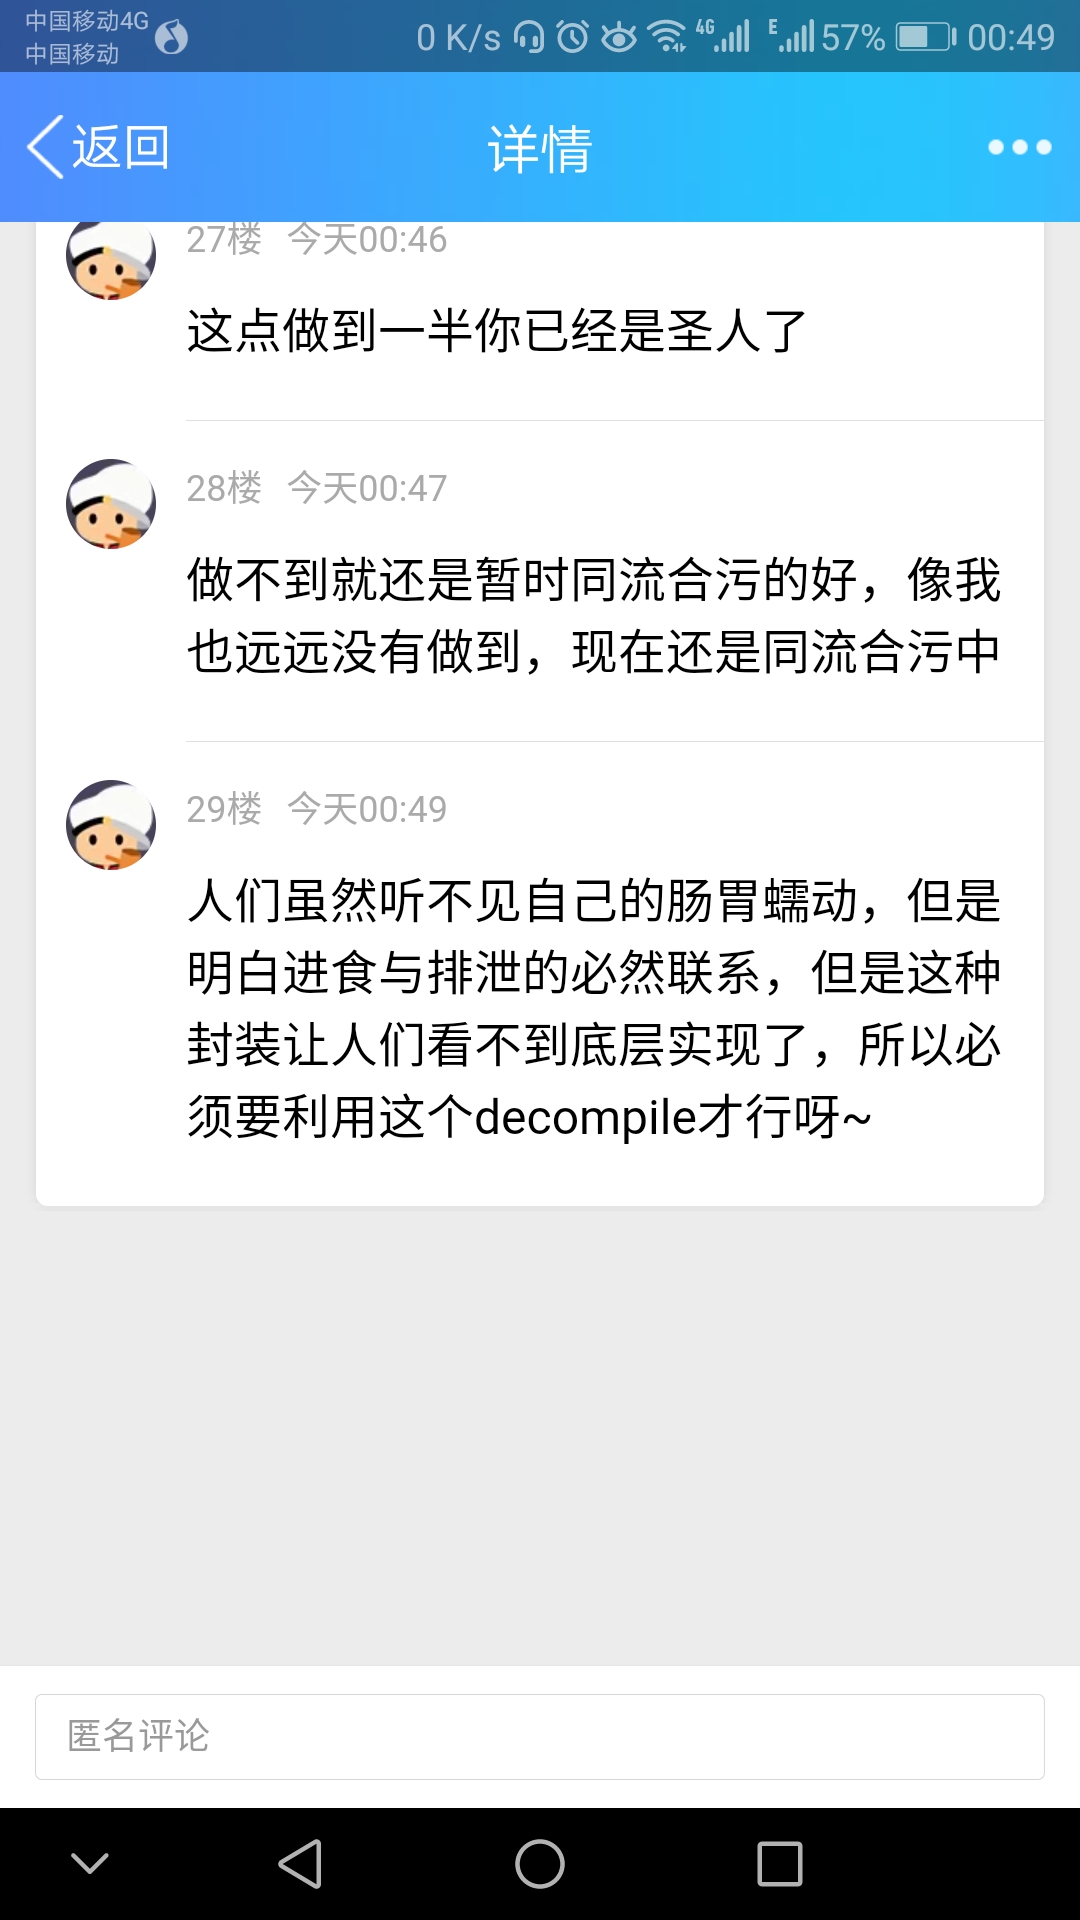 中国移动4G
中国移动
0 K/s
4G
E
57%
00:49
返回
详情
27楼 今天00:46
这点做到一半你已经是圣人了
28楼 今天00:47
做不到就还是暂时同流合污的好，像我
也远远没有做到，现在还是同流合污中
29楼 今天00:49
人们虽然听不见自己的肠胃蠕动，但是
明白进食与排泄的必然联系，但是这种
封装让人们看不到底层实现了，所以必
须要利用这个decompile才行呀~
匿名评论